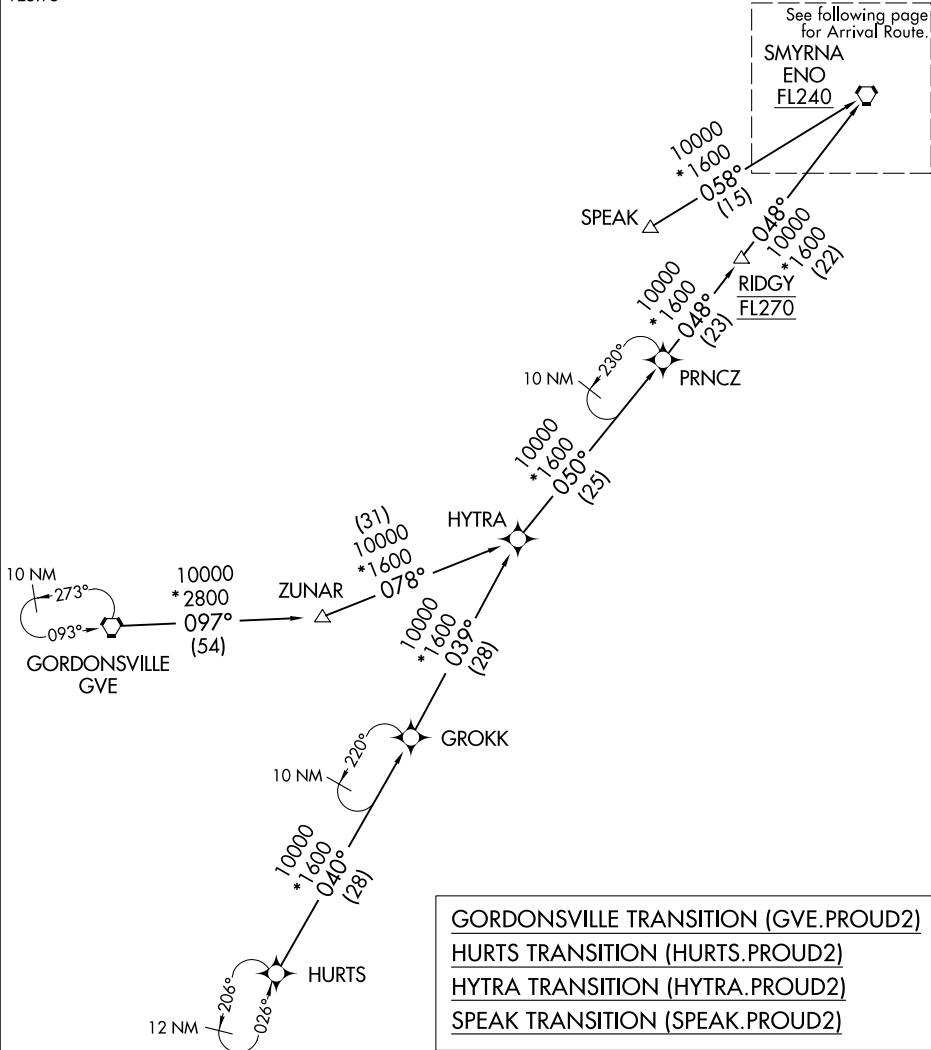 See following page
for Arrival Route.
SMYRNA
ENO
FL240
10000
*1600
058°
(15)
SPEAK
048°
10000
*1600
(22)
RIDGY
FL270
10000
*1600
048°
(23)
230°
10 NM
PRNCZ
10000
*1600
050°
(25)
HYTRA
(31)
10000
*1600
078°
ZUNAR
10 NM
273°
093°
10000
*2800
097°
(54)
GORDONSVILLE
GVE
10000
*1600
039°
(28)
GROKK
220°
10 NM
10000
*1600
040°
(28)
HURTS
206°
026°
12 NM
GORDONSVILLE TRANSITION (GVE.PROUD2)
HURTS TRANSITION (HURTS.PROUD2)
HYTRA TRANSITION (HYTRA.PROUD2)
SPEAK TRANSITION (SPEAK.PROUD2)